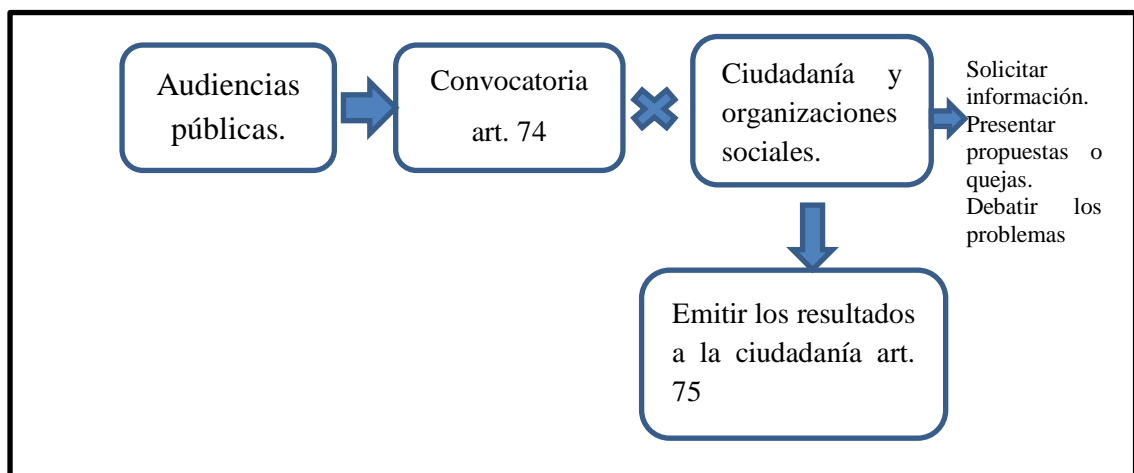 Audiencias
públicas.
Convocatoria
art. 74
Ciudadanía y
organizaciones
sociales.
Solicitar
información.
Presentar
propuestas o
quejas.
Debatir los
problemas
Emitir los resultados
a la ciudadanía art.
75